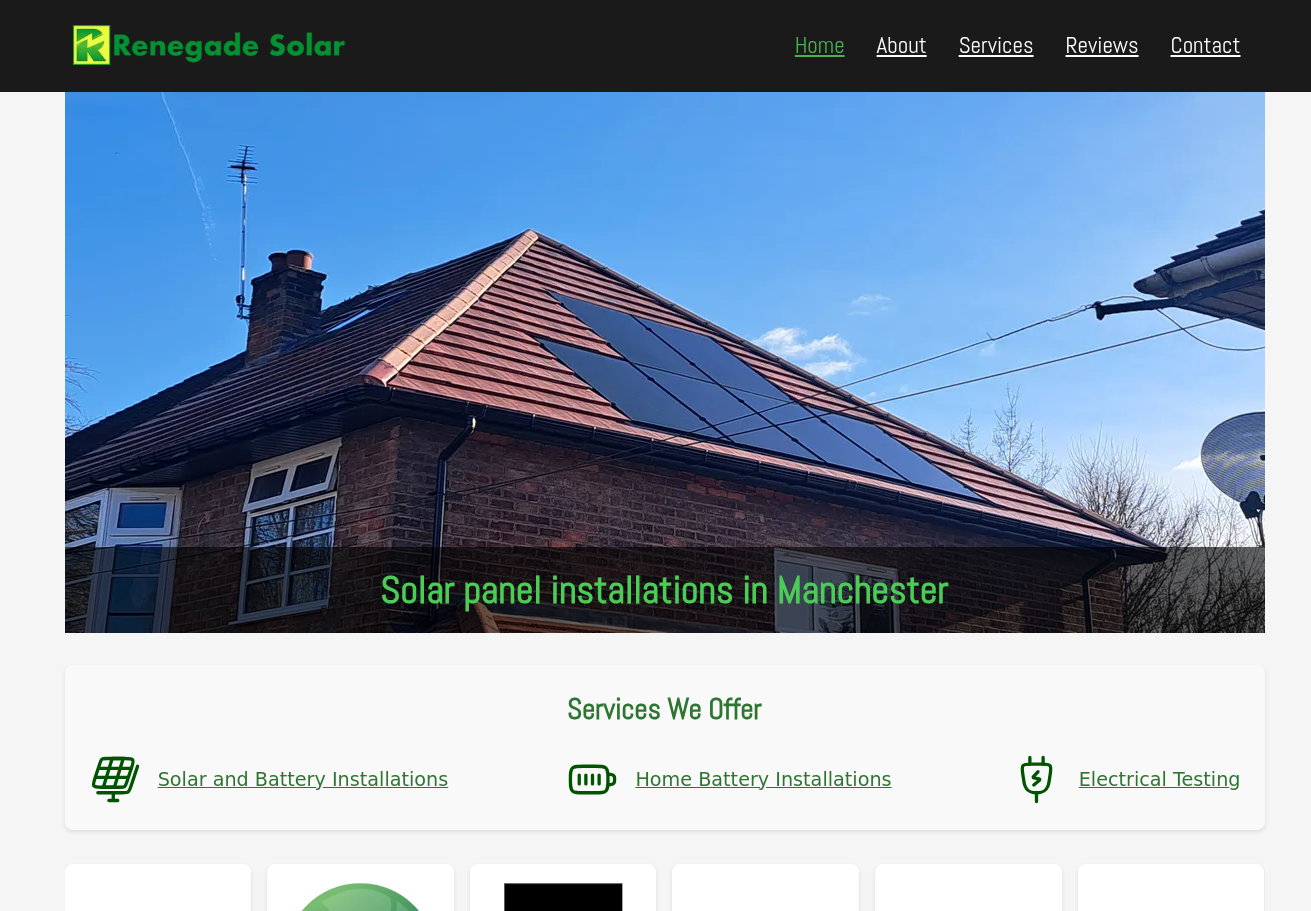 Renegade Solar
Home About Services Reviews Contact
Solar panel installations in Manchester
Services We Offer
Solar and Battery Installations
Home Battery Installations
Electrical Testing